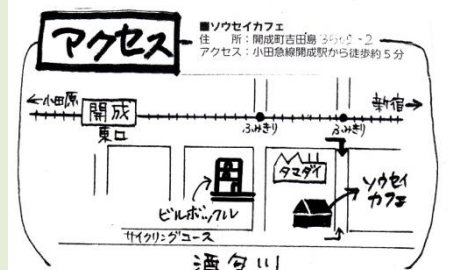 アクセス
■ソウセイカフェ
住　所：開成町吉田島
アクセス：小田急線開成駅から徒歩約5分
←小田原
開成
東口
新宿→
ふみきり
ふみきり
タマダイ
ソウセイ
カフェ
ビルボックル
サイクリングコース
酒匂川